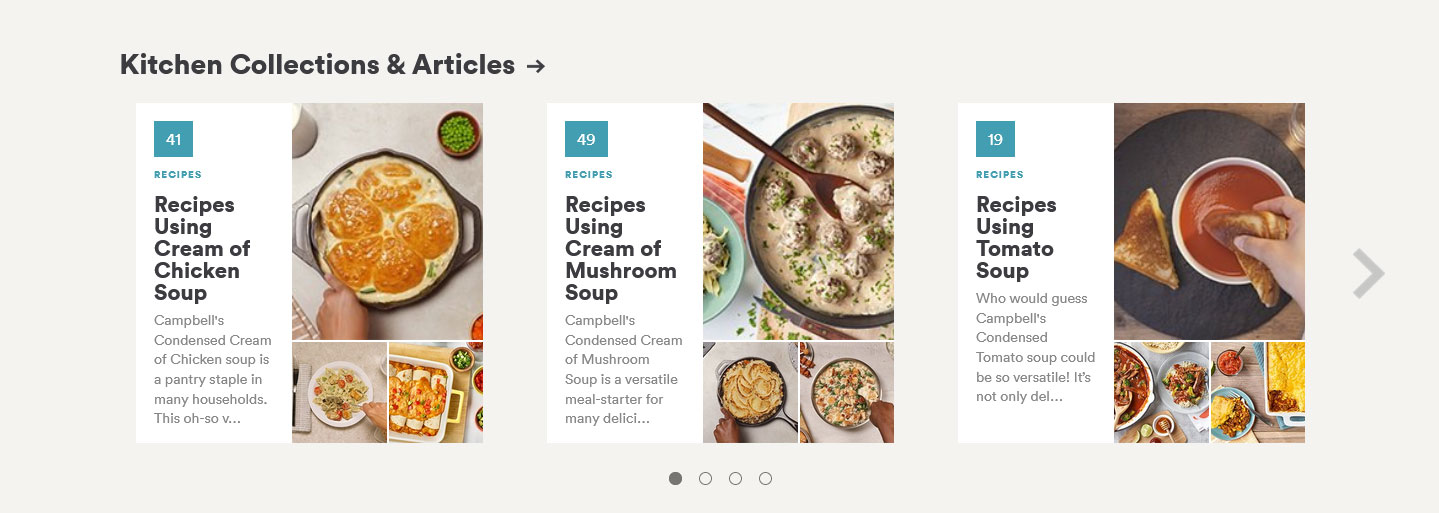 Kitchen Collections & Articles →
41
RECIPES
Recipes
Using
Cream of
Chicken
Soup
Campbell's
Condensed Cream
of Chicken soup is
a pantry staple in
many households.
This oh-so v...
49
RECIPES
Recipes
Using
Cream of
Mushroom
Soup
Campbell's
Condensed Cream
of Mushroom
Soup is a versatile
meal-starter for
many delici...
19
RECIPES
Recipes
Using
Tomato
Soup
Who would guess
Campbell's
Condensed
Tomato soup could
be so versatile! It’s
not only del...